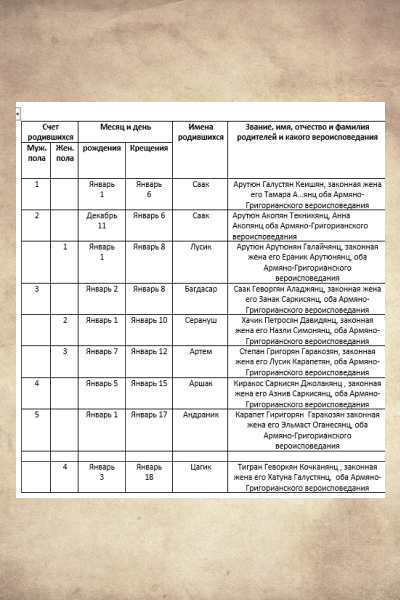 Счет родившихся | Месяц и день | Имена родившихся | Звание, имя, отчество и фамилия родителей и какого вероисповедания
Муж. пола | Жен. пола | рождения | Крещения
1 | Январь 1 | Январь 6 | Саак | Арутюн Галустян Кеишян, законная жена
его Тамара А...янц оба Армяно-
Григорианского вероисповедания
2 | Декабрь 11 | Январь 6 | Саак | Арутюн Акопян Текникянц, Анна
Акопянц оба Армяно-Григорианского
вероисповедания
1 | Январь 1 | Январь 8 | Лусик | Арутюн Арутюнян Галайчянц, законная
жена его Ераник Арутюнянц, оба
Армяно-Григорианского
вероисповедания
3 | Январь 2 | Январь 8 | Багдасар | Саак Геворгян Аладжянц, законная жена
его Занак Саркисянц, оба Армяно-
Григорианского вероисповедания
2 | Январь 1 | Январь 10 | Серануш | Хачик Петросян Давидянц, законная
жена его Назли Симонянц, оба Армяно-
Григорианского вероисповедания
3 | Январь 7 | Январь 12 | Артем | Степан Григорян Гаракозян, законная
жена его Лусик Карапетян, оба Армяно-
Григорианского вероисповедания
4 | Январь 5 | Январь 15 | Аршак | Киракос Саркисян Джолакянц , законная
жена его Азнив Саркисянц, оба Армяно-
Григорианского вероисповедания
5 | Январь 1 | Январь 17 | Андраник | Карапет Гиригорян Гаракозян законная
жена его Эльмаст Оганесянц, оба
Армяно-Григорианского
вероисповедания
4 | Январь 3 | Январь 18 | Цагик | Тигран Геворкян Кочканянц , законная
жена его Хатуна Галустянц, оба Армяно-
Григорианского вероисповедания